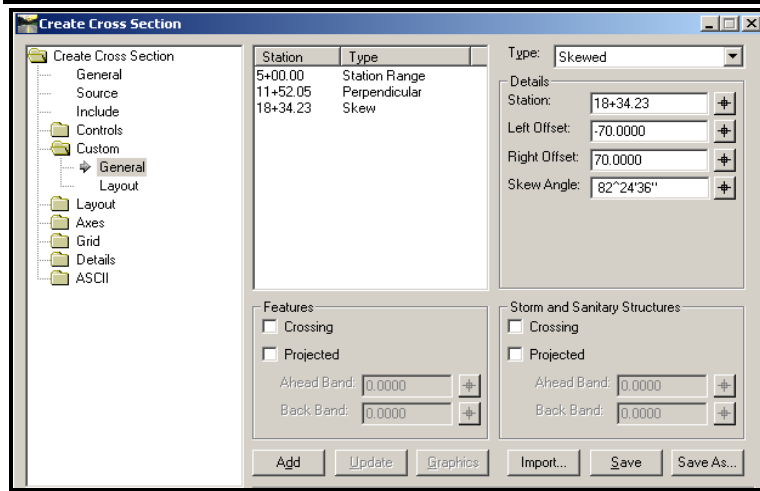 Create Cross Section
Create Cross Section
General
Source
Include
Controls
Custom
General
Layout
Layout
Axes
Grid
Details
ASCII
Station Type
5+00.00 Station Range
11+52.05 Perpendicular
18+34.23 Skew
Type: Skewed
Details
Station: 18+34.23
Left Offset: -70.0000
Right Offset: 70.0000
Skew Angle: 82^24'36"
Features
Crossing
Projected
Ahead Band: 0.0000
Back Band: 0.0000
Storm and Sanitary Structures
Crossing
Projected
Ahead Band: 0.0000
Back Band: 0.0000
Add Update Graphics Import... Save Save As...